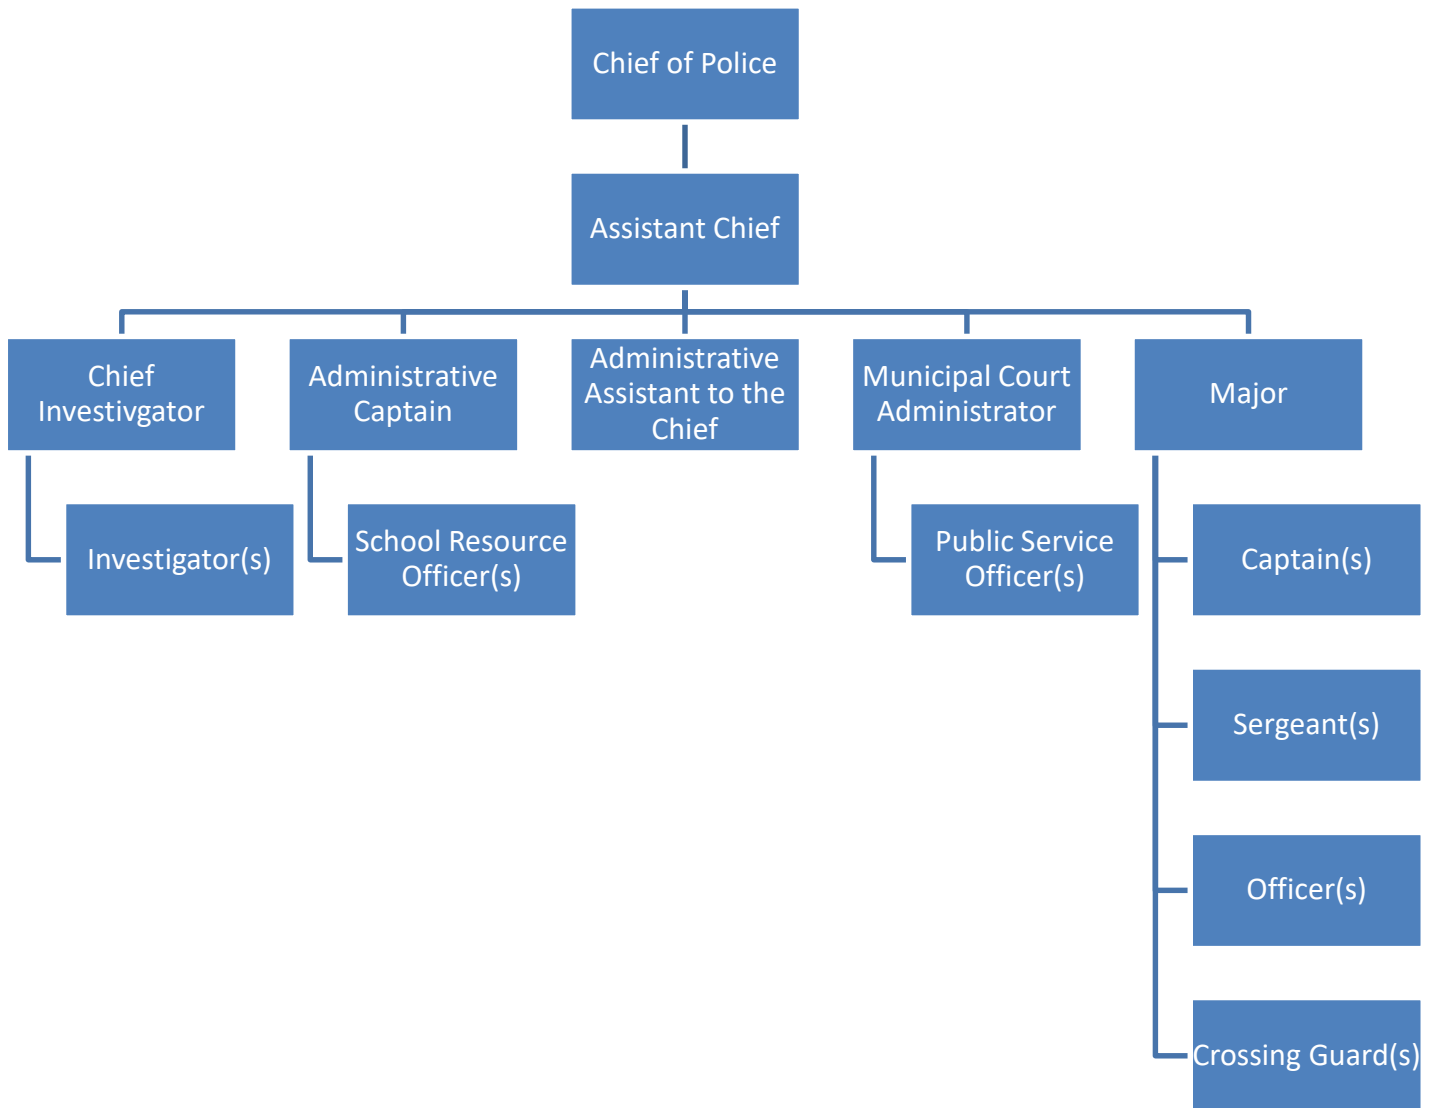 Chief of Police
Assistant Chief
Chief
Investivgator
Administrative
Captain
Administrative
Assistant to the
Chief
Municipal Court
Administrator
Major
Investigator(s)
School Resource
Officer(s)
Public Service
Officer(s)
Captain(s)
Sergeant(s)
Officer(s)
Crossing Guard(s)